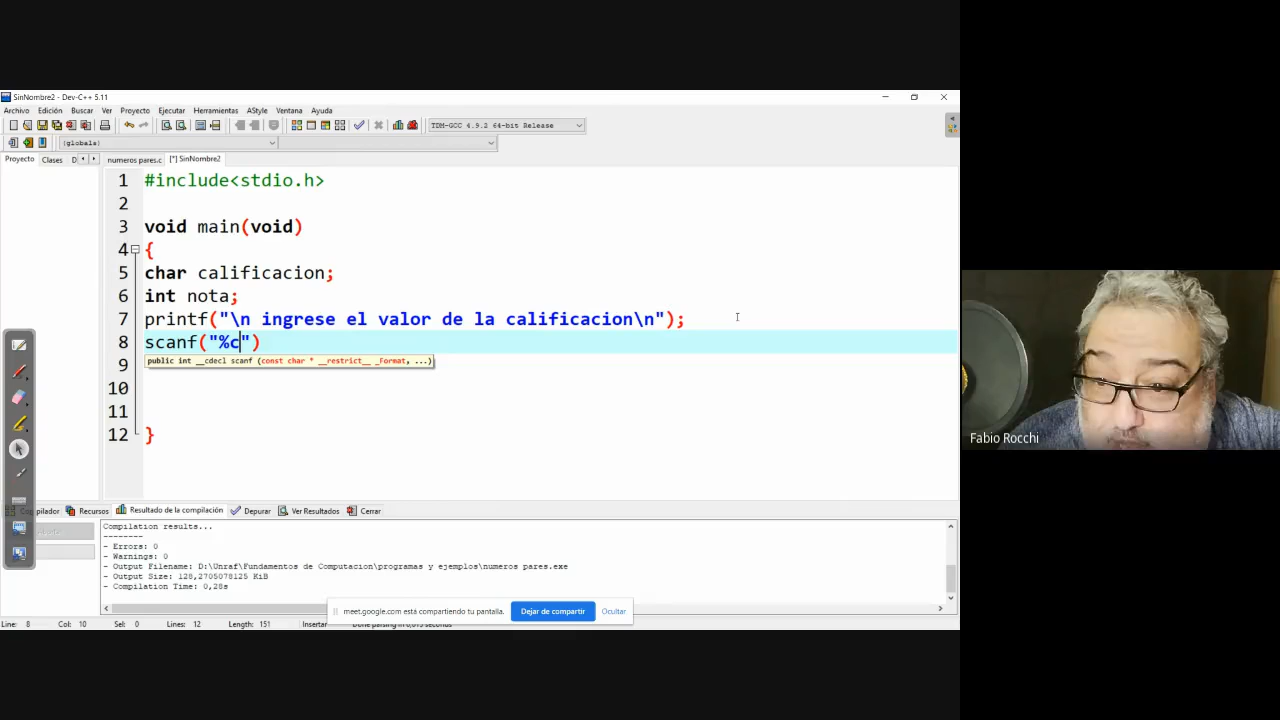 SinNombre2 - Dev-C++ 5.11
Archivo Edición Buscar Ver Proyecto Ejecutar Herramientas AStyle Ventana Ayuda
TDM-GCC 4.9.2 64-bit Release
(globals)
Proyecto Clases D numeros pares.c [*] SinNombre2
1 #include<stdio.h>
2
3 void main(void)
4 {
5 char calificacion;
6 int nota;
7 printf("\n ingrese el valor de la calificacion\n");
8 scanf("%c")
public int __cdecl scanf (const char * __restrict__ _Format, ...)
9
10
11
12 }
Fabio Rocchi
Recursos Resultado de la compilación Depurar Ver Resultados Cerrar
Compilation results...
--------
- Errors: 0
- Warnings: 0
- Output Filename: D:\Unraf\Fundamentos de Computacion\programas y ejemplos\numeros pares.exe
- Output Size: 128,2705078125 KiB
- Compilation Time: 0,28s
meet.google.com está compartiendo tu pantalla. Dejar de compartir Ocultar
Line: 8 Col: 10 Sel: 0 Lines: 12 Length: 151 Insertar